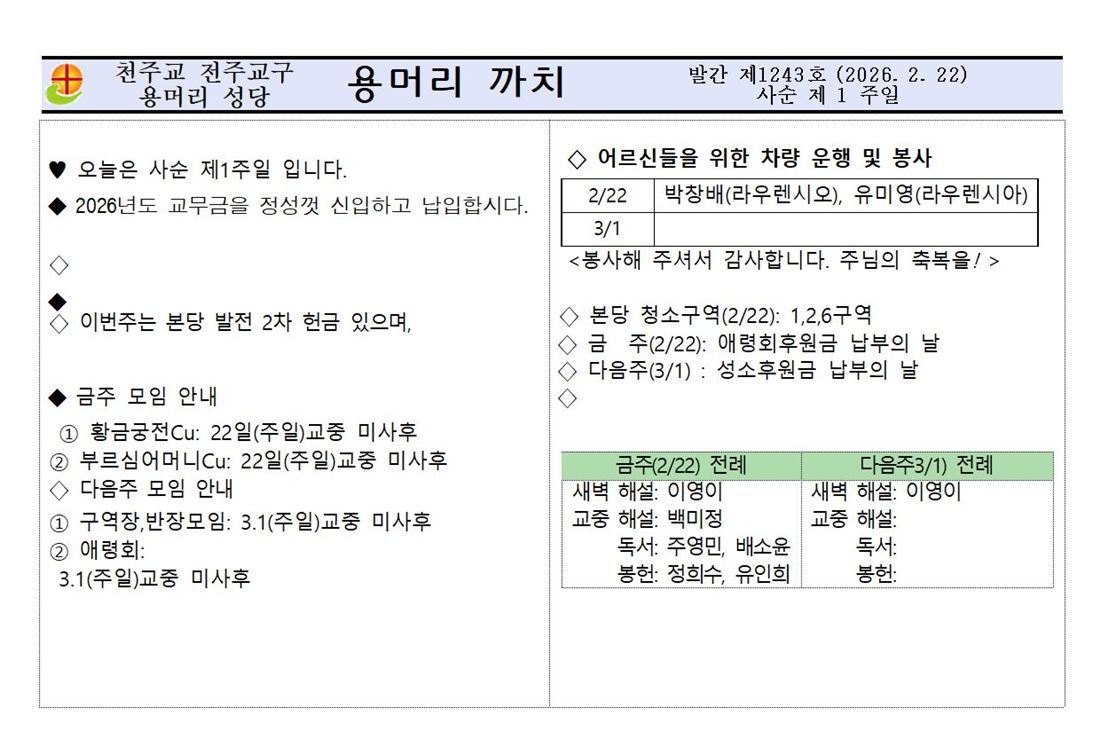 천주교 전주교구
용머리 성당
용머리 까치
발간 제1243호 (2026. 2. 22)
사순 제 1 주일
♥ 오늘은 사순 제1주일 입니다.
◆ 2026년도 교무금을 정성껏 신입하고 납입합시다.
◇
◆
◇ 이번주는 본당 발전 2차 헌금 있으며,
◆ 금주 모임 안내
① 황금궁전Cu: 22일(주일)교중 미사후
② 부르심어머니Cu: 22일(주일)교중 미사후
◇ 다음주 모임 안내
① 구역장,반장모임: 3.1(주일)교중 미사후
② 애령회:
3.1(주일)교중 미사후
◇ 어르신들을 위한 차량 운행 및 봉사
2/22 박창배(라우렌시오), 유미영(라우렌시아)
3/1
<봉사해 주셔서 감사합니다. 주님의 축복을! >
◇ 본당 청소구역(2/22): 1,2,6구역
◇ 금 주(2/22): 애령회후원금 납부의 날
◇ 다음주(3/1) : 성소후원금 납부의 날
◇
금주(2/22) 전례
새벽 해설: 이영이
교중 해설: 백미정
독서: 주영민, 배소윤
봉헌: 정희수, 유인희
다음주3/1) 전례
새벽 해설: 이영이
교중 해설:
독서:
봉헌: